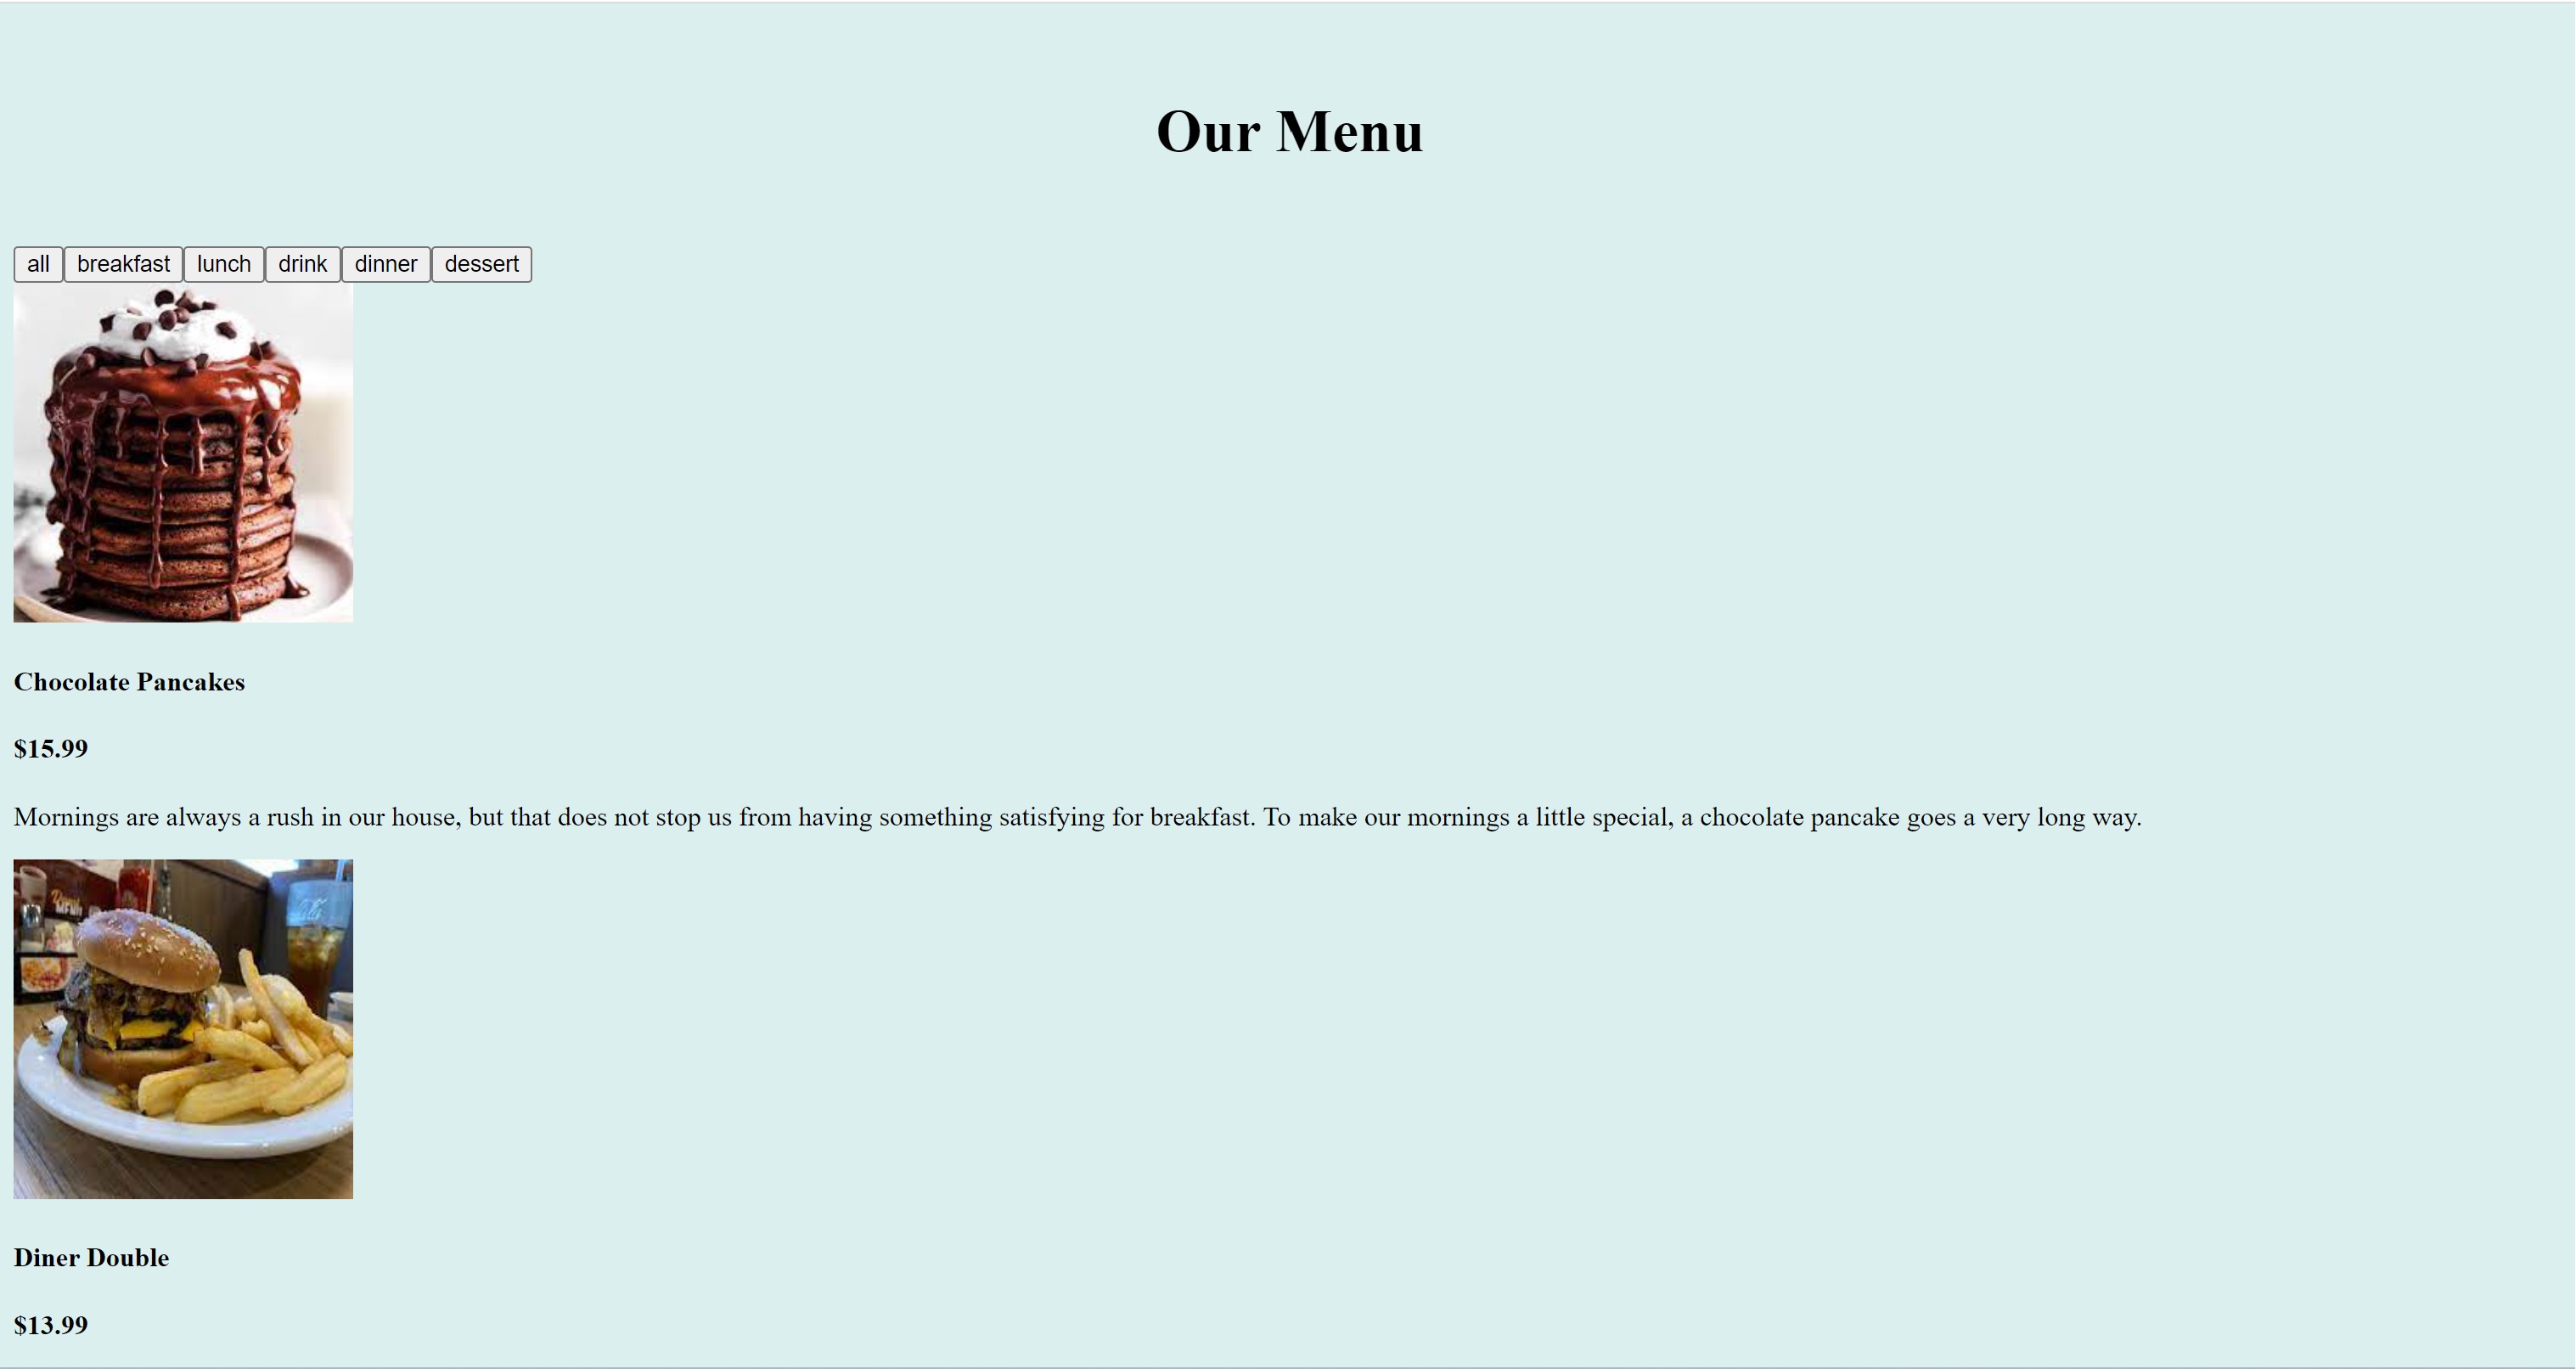 Our Menu
all breakfast lunch drink dinner dessert
Chocolate Pancakes
$15.99
Mornings are always a rush in our house, but that does not stop us from having something satisfying for breakfast. To make our mornings a little special, a chocolate pancake goes a very long way.
Diner Double
$13.99